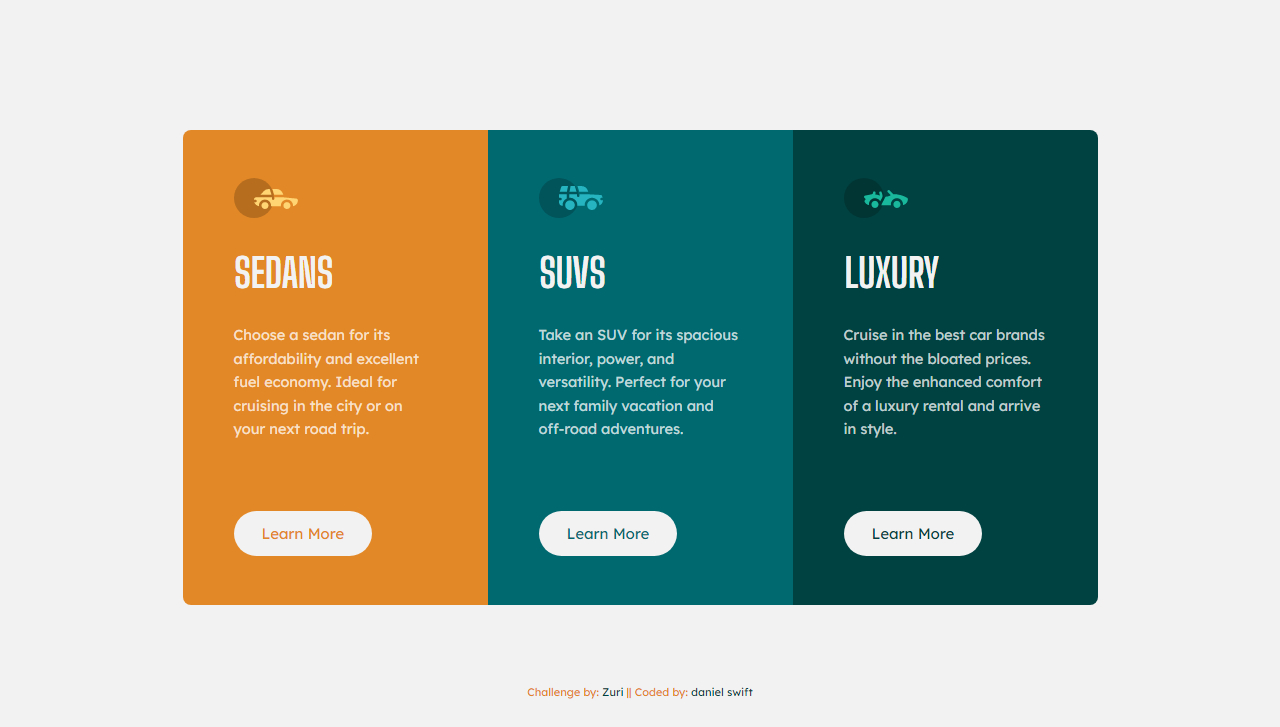 SEDANS
Choose a sedan for its
affordability and excellent
fuel economy. Ideal for
cruising in the city or on
your next road trip.
Learn More
SUVS
Take an SUV for its spacious
interior, power, and
versatility. Perfect for your
next family vacation and
off-road adventures.
Learn More
LUXURY
Cruise in the best car brands
without the bloated prices.
Enjoy the enhanced comfort
of a luxury rental and arrive
in style.
Learn More
Challenge by: Zuri || Coded by: daniel swift